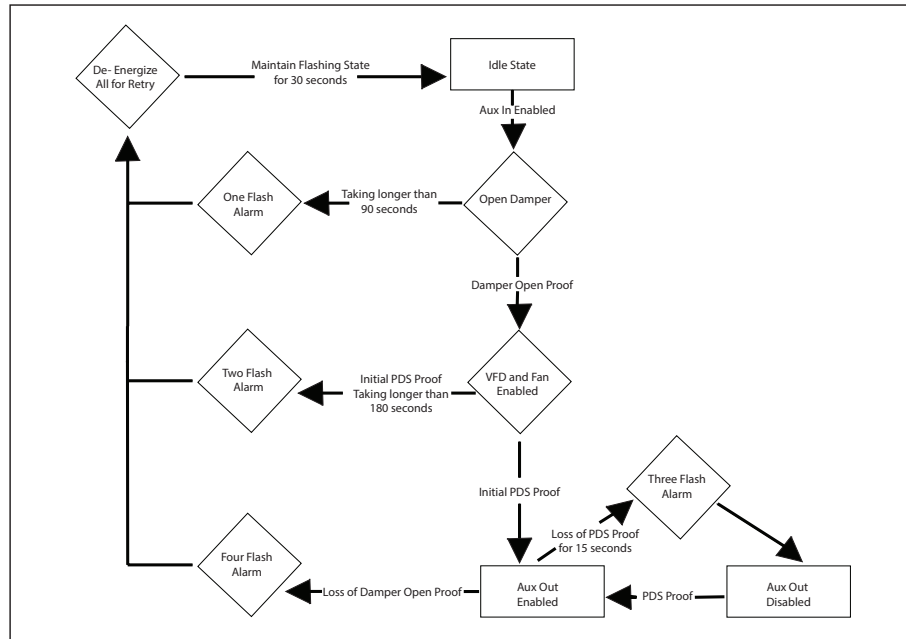 De- Energize
All for Retry
Maintain Flashing State
for 30 seconds
Idle State
Aux In Enabled
One Flash
Alarm
Taking longer than
90 seconds
Open Damper
Damper Open Proof
Two Flash
Alarm
Initial PDS Proof
Taking longer than
180 seconds
VFD and Fan
Enabled
Initial PDS Proof
Three Flash
Alarm
Loss of PDS Proof
for 15 seconds
Four Flash
Alarm
Loss of Damper Open Proof
Aux Out
Enabled
PDS Proof
Aux Out
Disabled